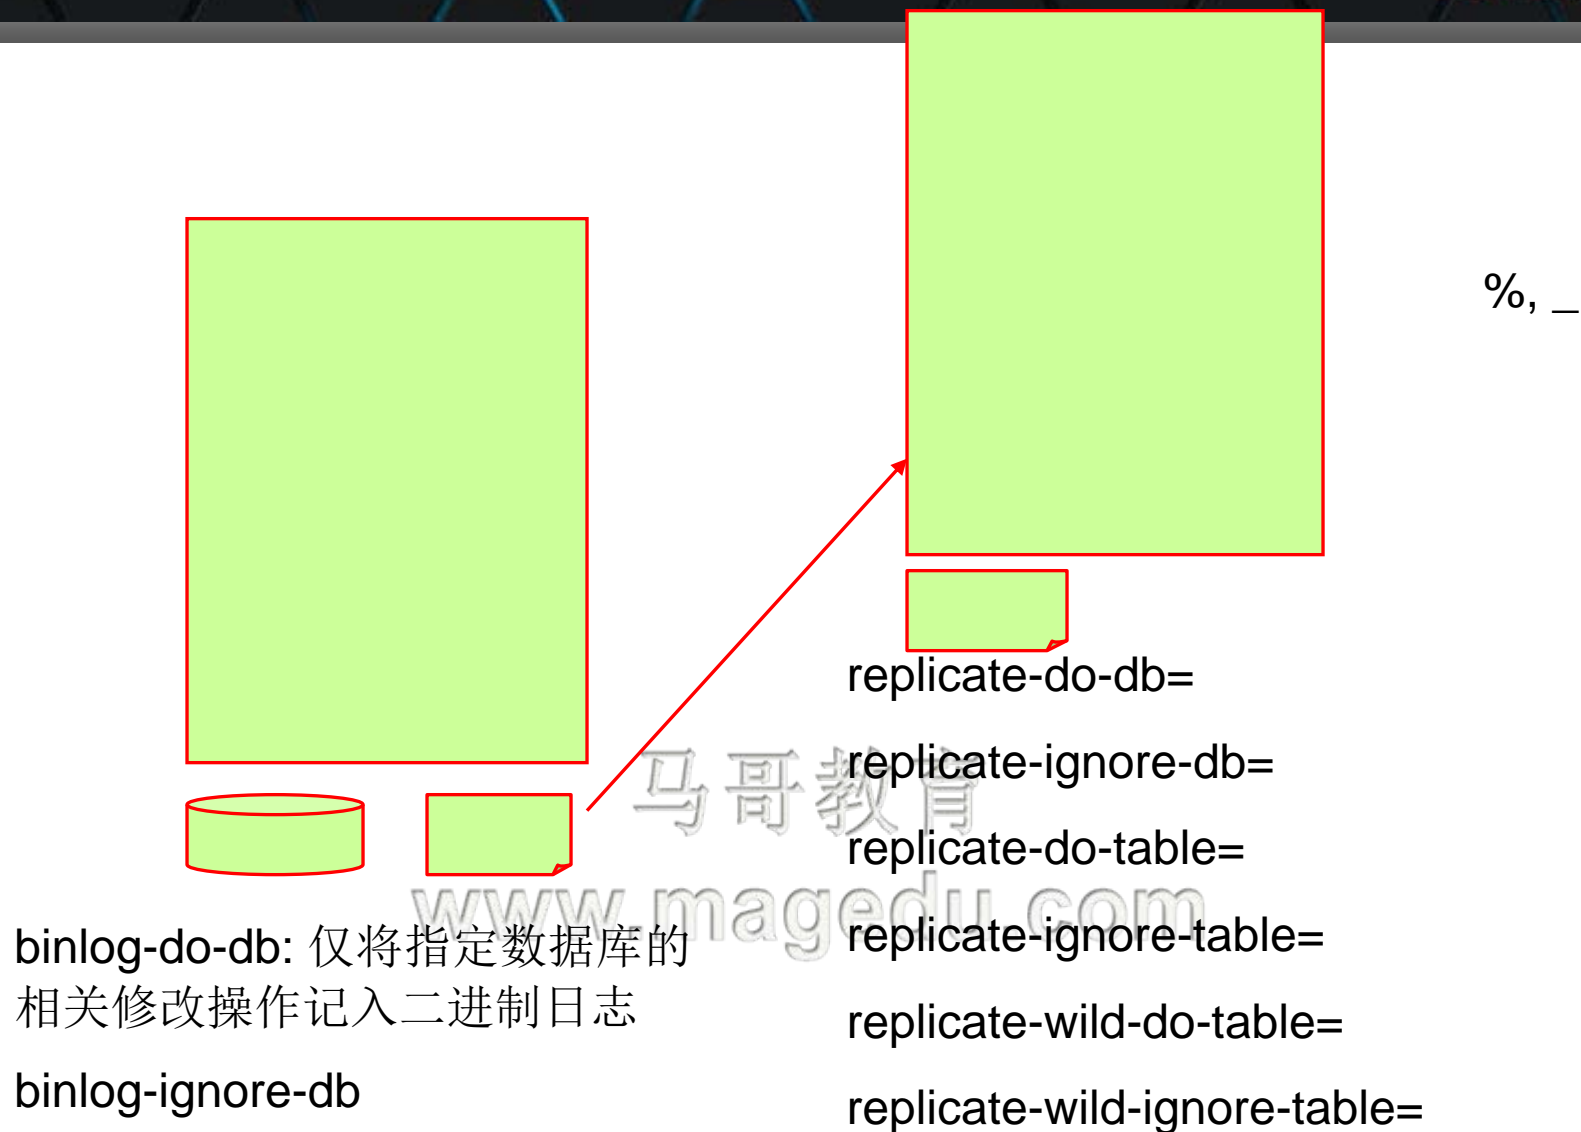 %, _
马哥教育
www.magedu.com
binlog-do-db: 仅将指定数据库的
相关修改操作记入二进制日志
binlog-ignore-db
replicate-do-db=
replicate-ignore-db=
replicate-do-table=
replicate-ignore-table=
replicate-wild-do-table=
replicate-wild-ignore-table=